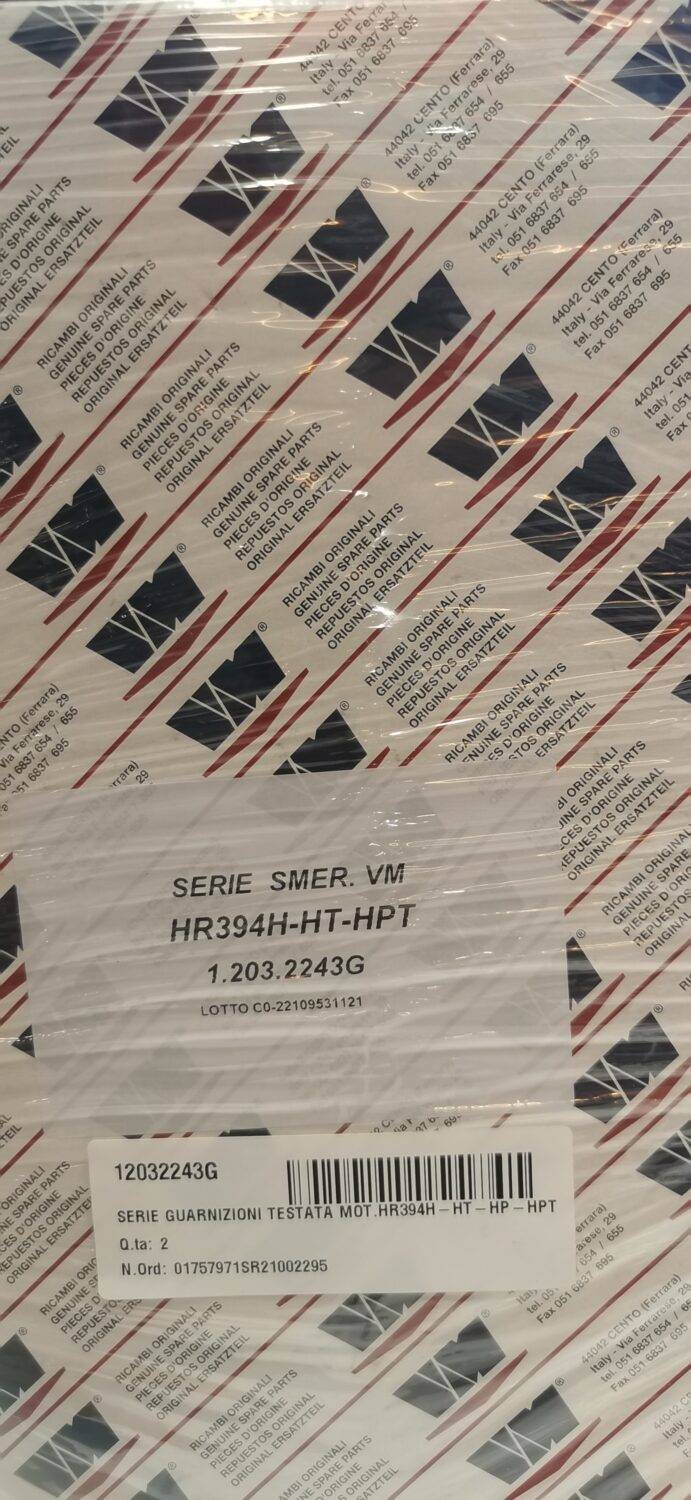 44042 CENTO (Ferrara)
Italy - Via Ferrarese, 29
tel. 051 6837 654 / 655
Fax 051 6837 695
RICAMBI ORIGINALI
GENUINE SPARE PARTS
PIECES D'ORIGINE
REPUESTOS ORIGINAL
ORIGINAL ERSATZTEIL
SERIE SMER. VM
HR394H-HT-HPT
1.203.2243G
LOTTO C0-22109531121
12032243G
SERIE GUARNIZIONI TESTATA MOT.HR394H-HT-HP-HPT
Q.ta: 2
N.Ord: 01757971SR21002295